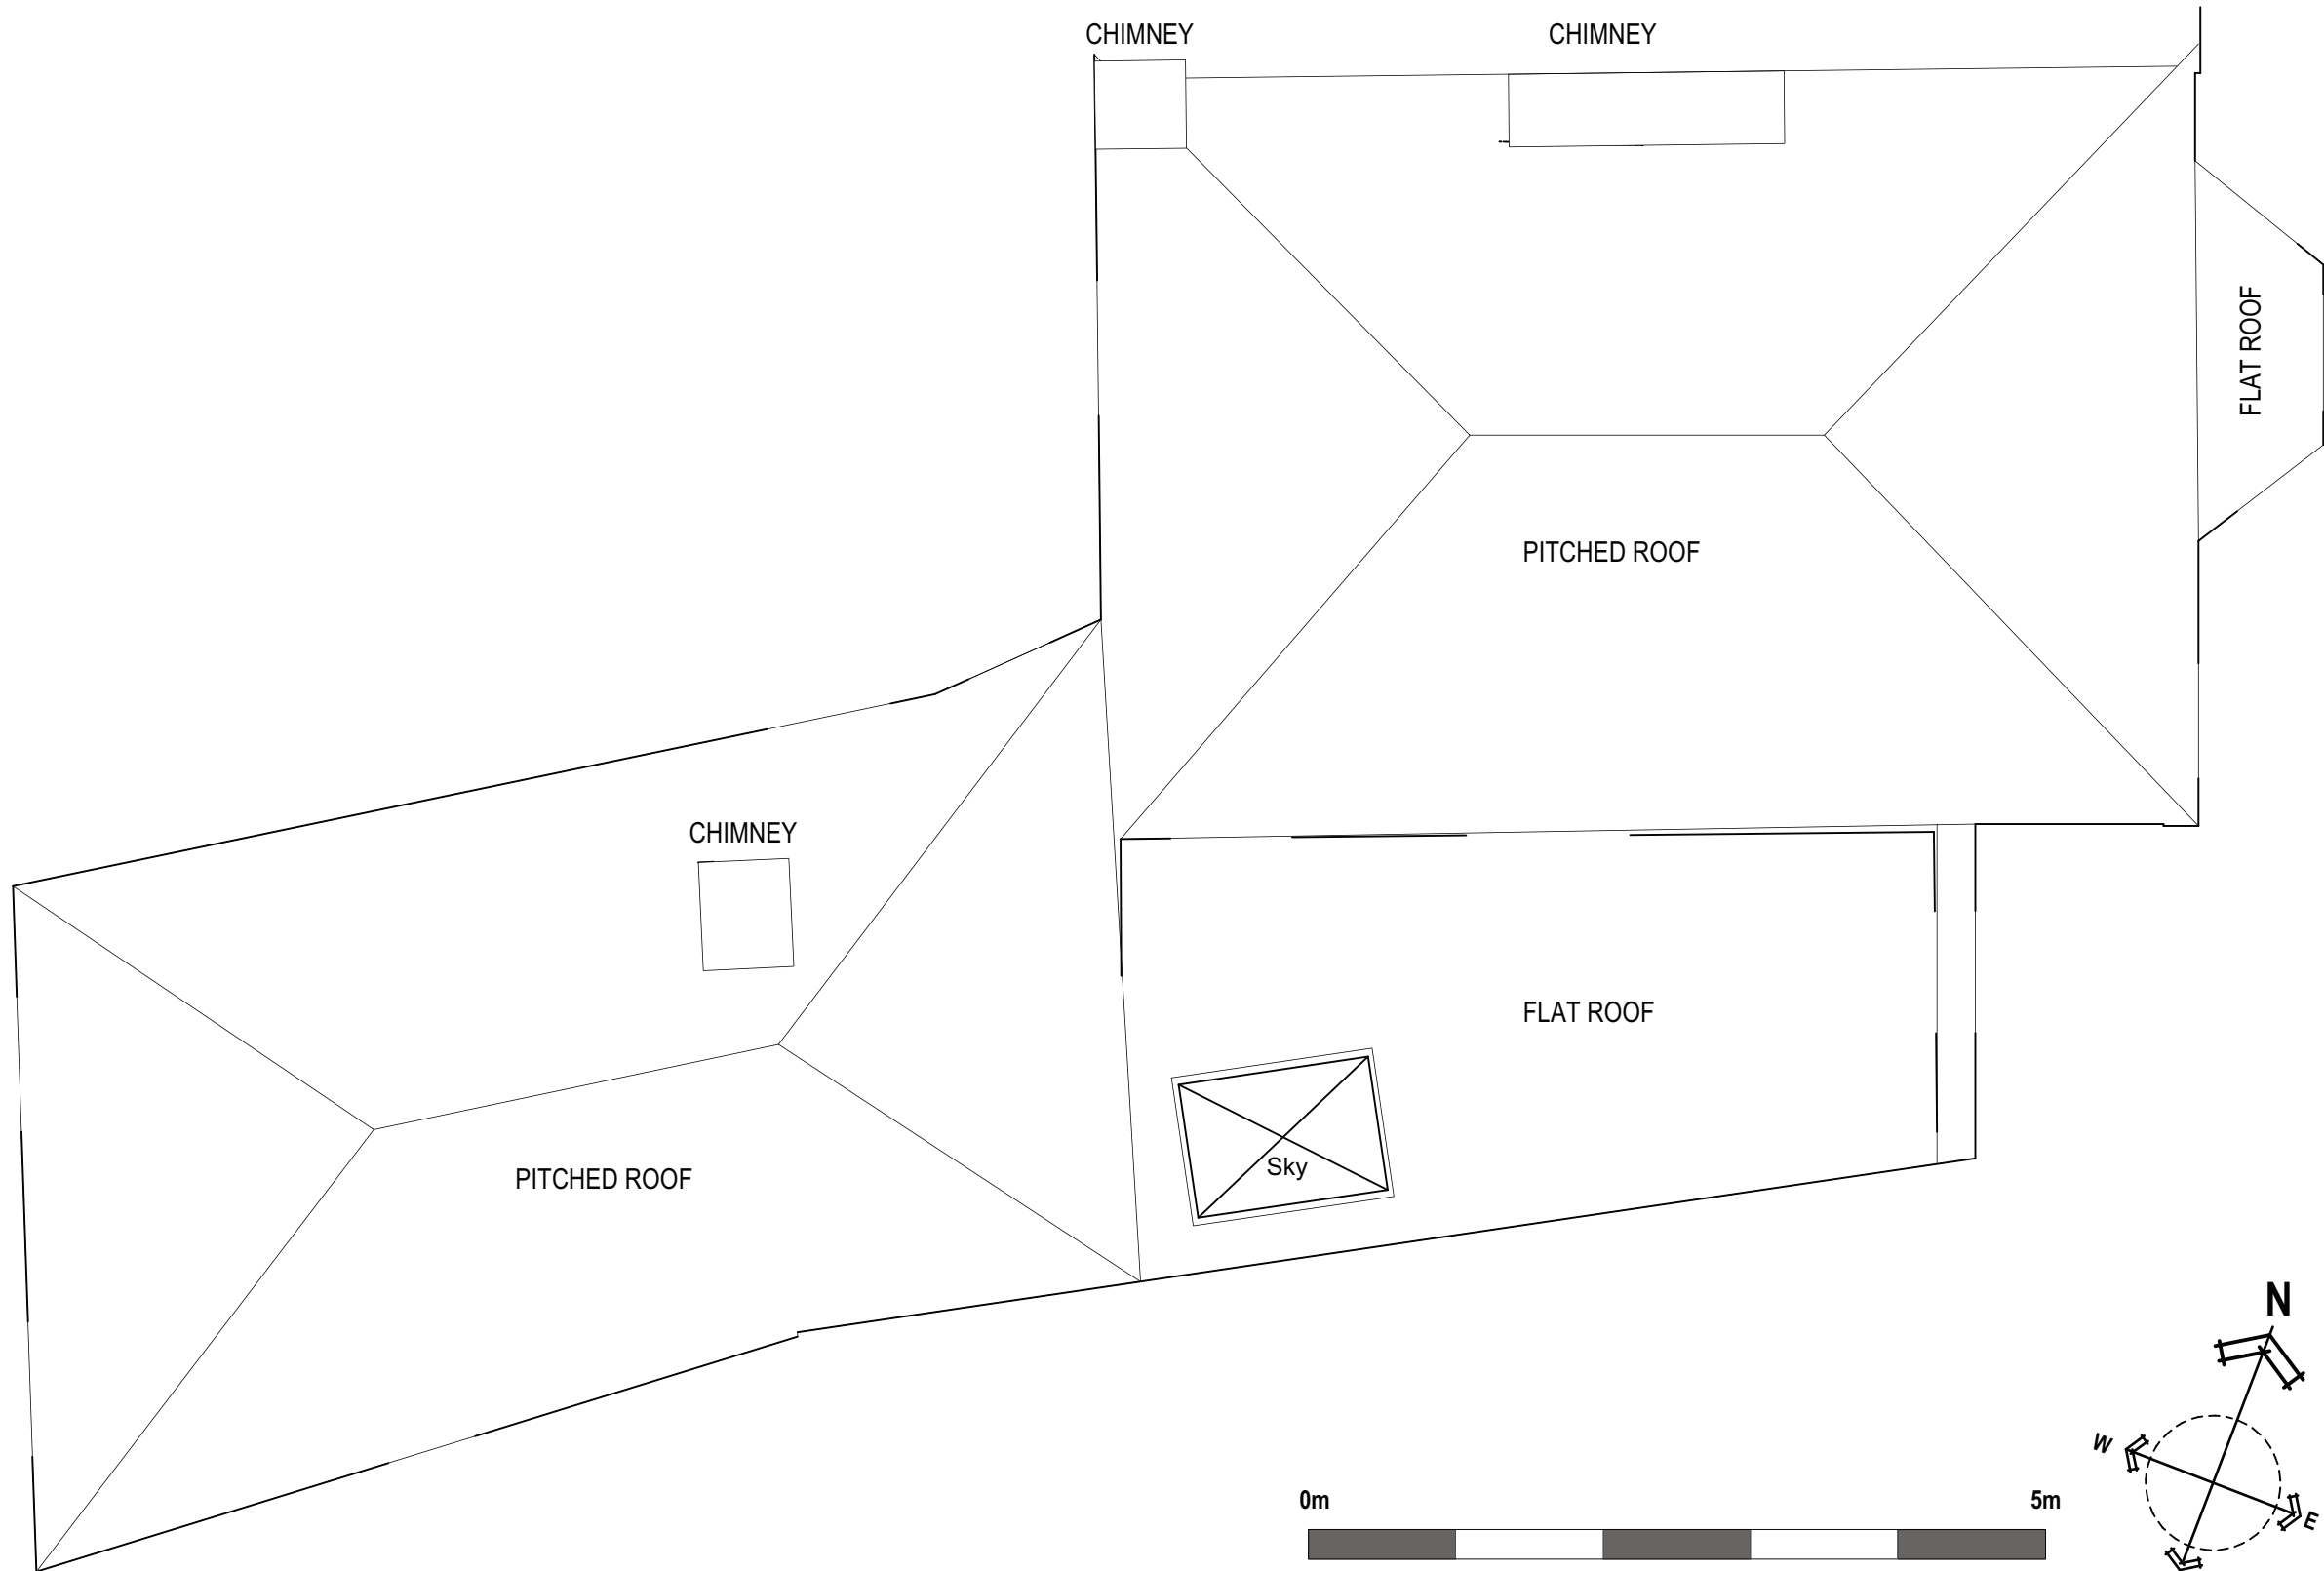 CHIMNEY
CHIMNEY
FLAT ROOF
PITCHED ROOF
CHIMNEY
FLAT ROOF
Sky
PITCHED ROOF
N
W
E
0m
5m